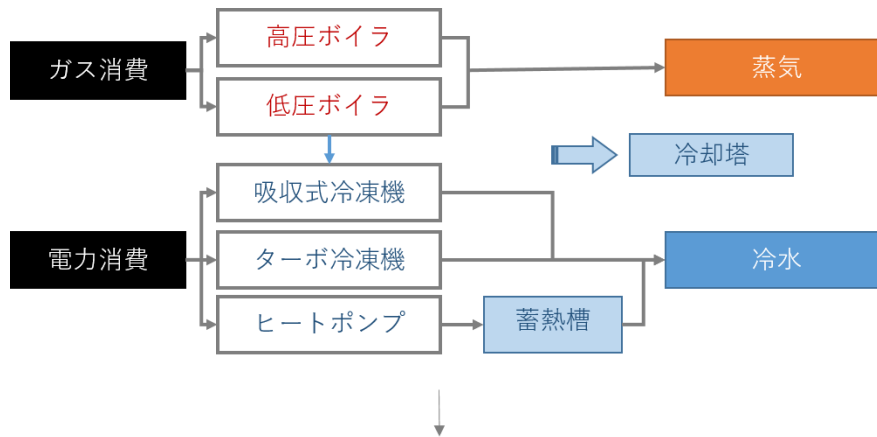 高圧ボイラ
ガス消費
蒸気
低圧ボイラ
冷却塔
吸収式冷凍機
電力消費
ターボ冷凍機
冷水
ヒートポンプ
蓄熱槽